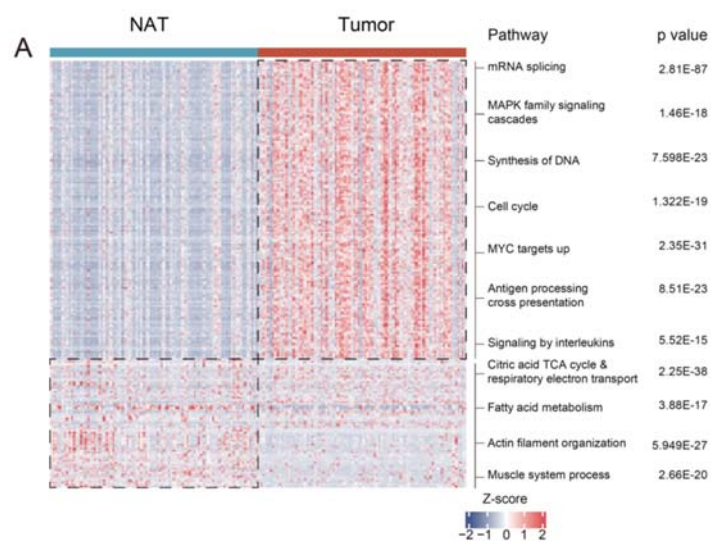 A
NAT Tumor
Pathway p value
mRNA splicing 2.81E-87
MAPK family signaling
cascades 1.46E-18
Synthesis of DNA 7.598E-23
Cell cycle 1.322E-19
MYC targets up 2.35E-31
Antigen processing
cross presentation 8.51E-23
Signaling by interleukins 5.52E-15
Citric acid TCA cycle &
respiratory electron transport 2.25E-38
Fatty acid metabolism 3.88E-17
Actin filament organization 5.949E-27
Muscle system process 2.66E-20
Z-score
−2 −1 0 1 2